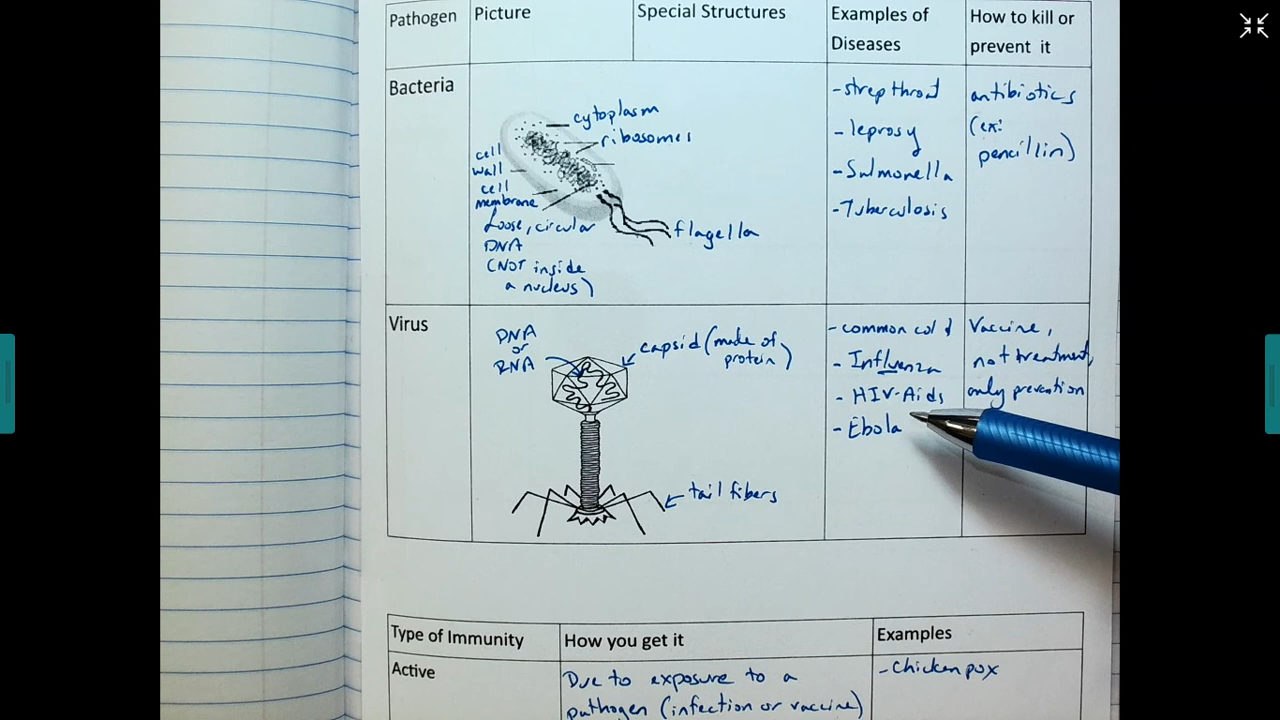 Pathogen
Picture
Special Structures
Examples of
Diseases
How to kill or
prevent it
Bacteria
cytoplasm
ribosomes
cell
wall
cell
membrane
Loose, circular
DNA
(NOT inside
a nucleus)
flagella
-strep throat
- leprosy
-Salmonella
-Tuberculosis
antibiotics
(ex:
pencillin)
Virus
DNA
or
RNA
capsid (made of
protein)
tail fibers
- common cold
- Influenza
- HIV-Aids
- Ebola
Vaccine,
not treatment,
only prevention
Type of Immunity
How you get it
Examples
Active
Due to exposure to a
pathogen (infection or vaccine)
-Chickenpox